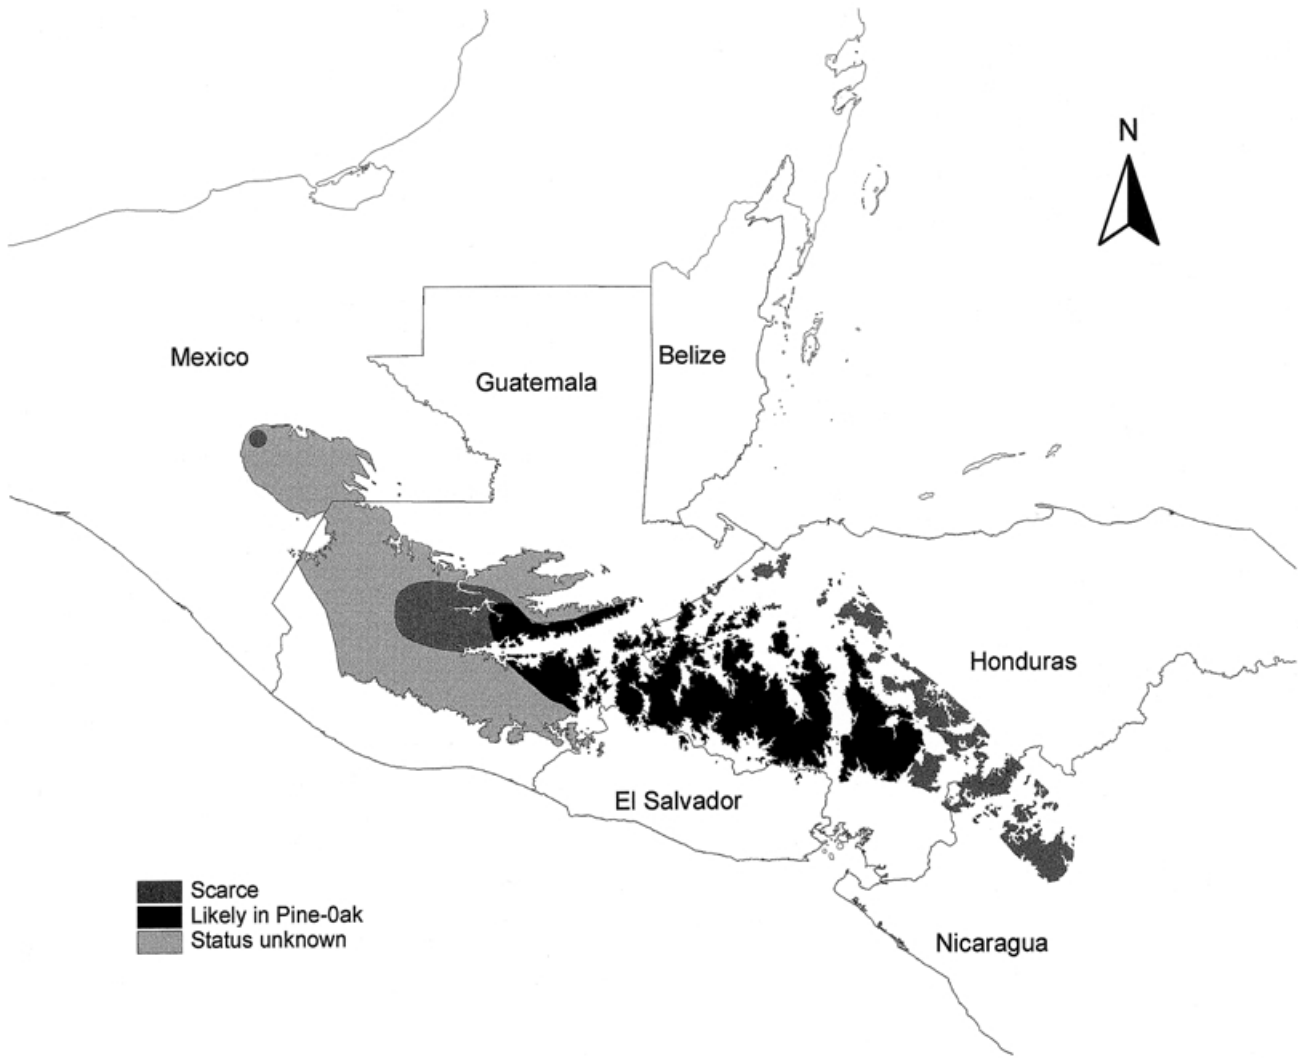 N
Mexico
Guatemala
Belize
Honduras
El Salvador
Nicaragua
Scarce
Likely in Pine-0ak
Status unknown